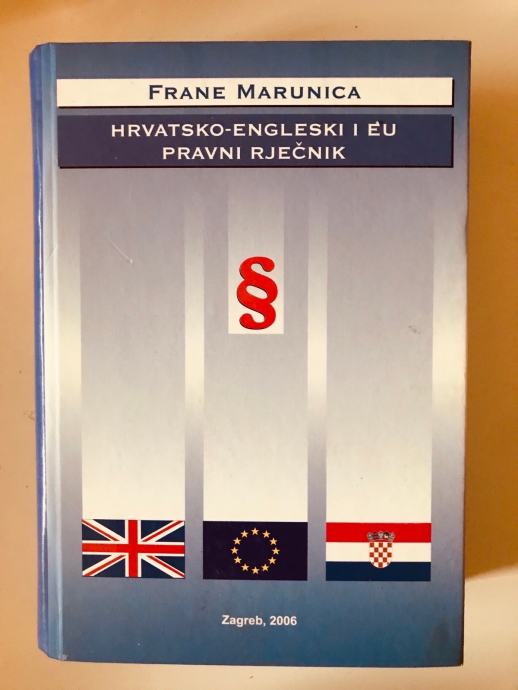 FRANE MARUNICA
HRVATSKO-ENGLESKI I EU
PRAVNI RJEČNIK
§
Zagreb, 2006